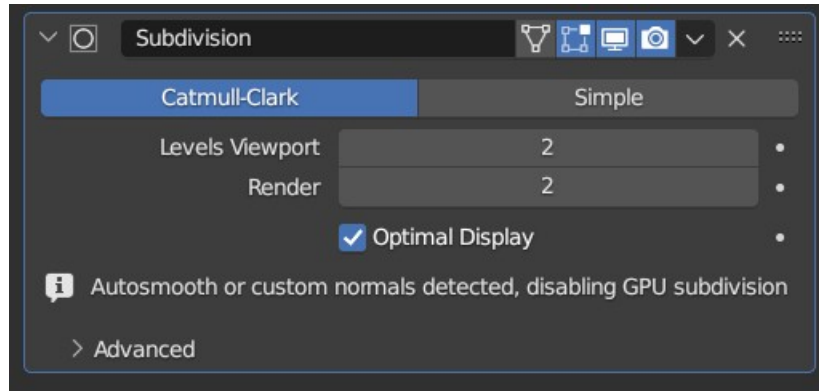 Subdivision
Catmull-Clark Simple
Levels Viewport 2
Render 2
Optimal Display
Autosmooth or custom normals detected, disabling GPU subdivision
Advanced